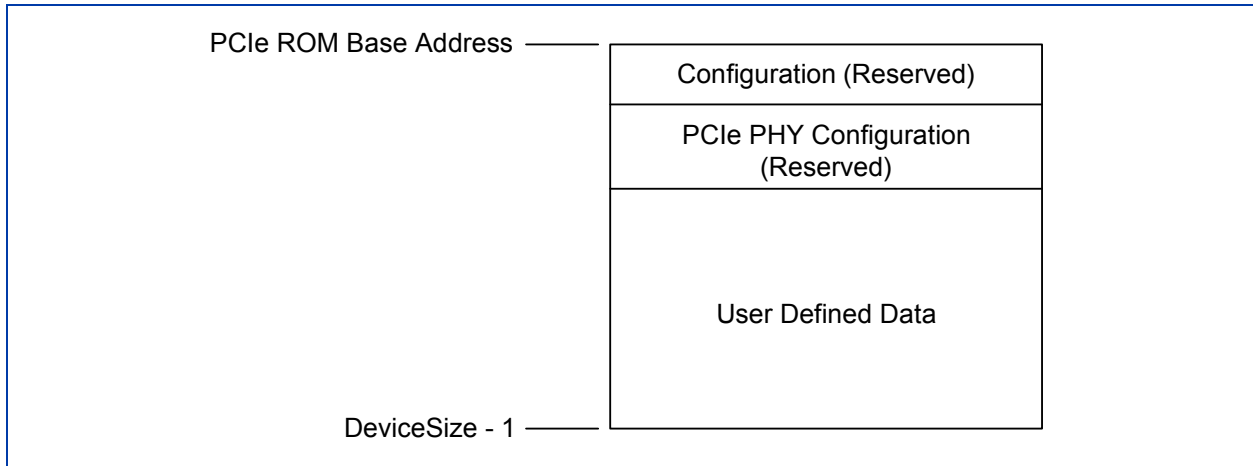 PCIe ROM Base Address
Configuration (Reserved)
PCIe PHY Configuration
(Reserved)
User Defined Data
DeviceSize - 1